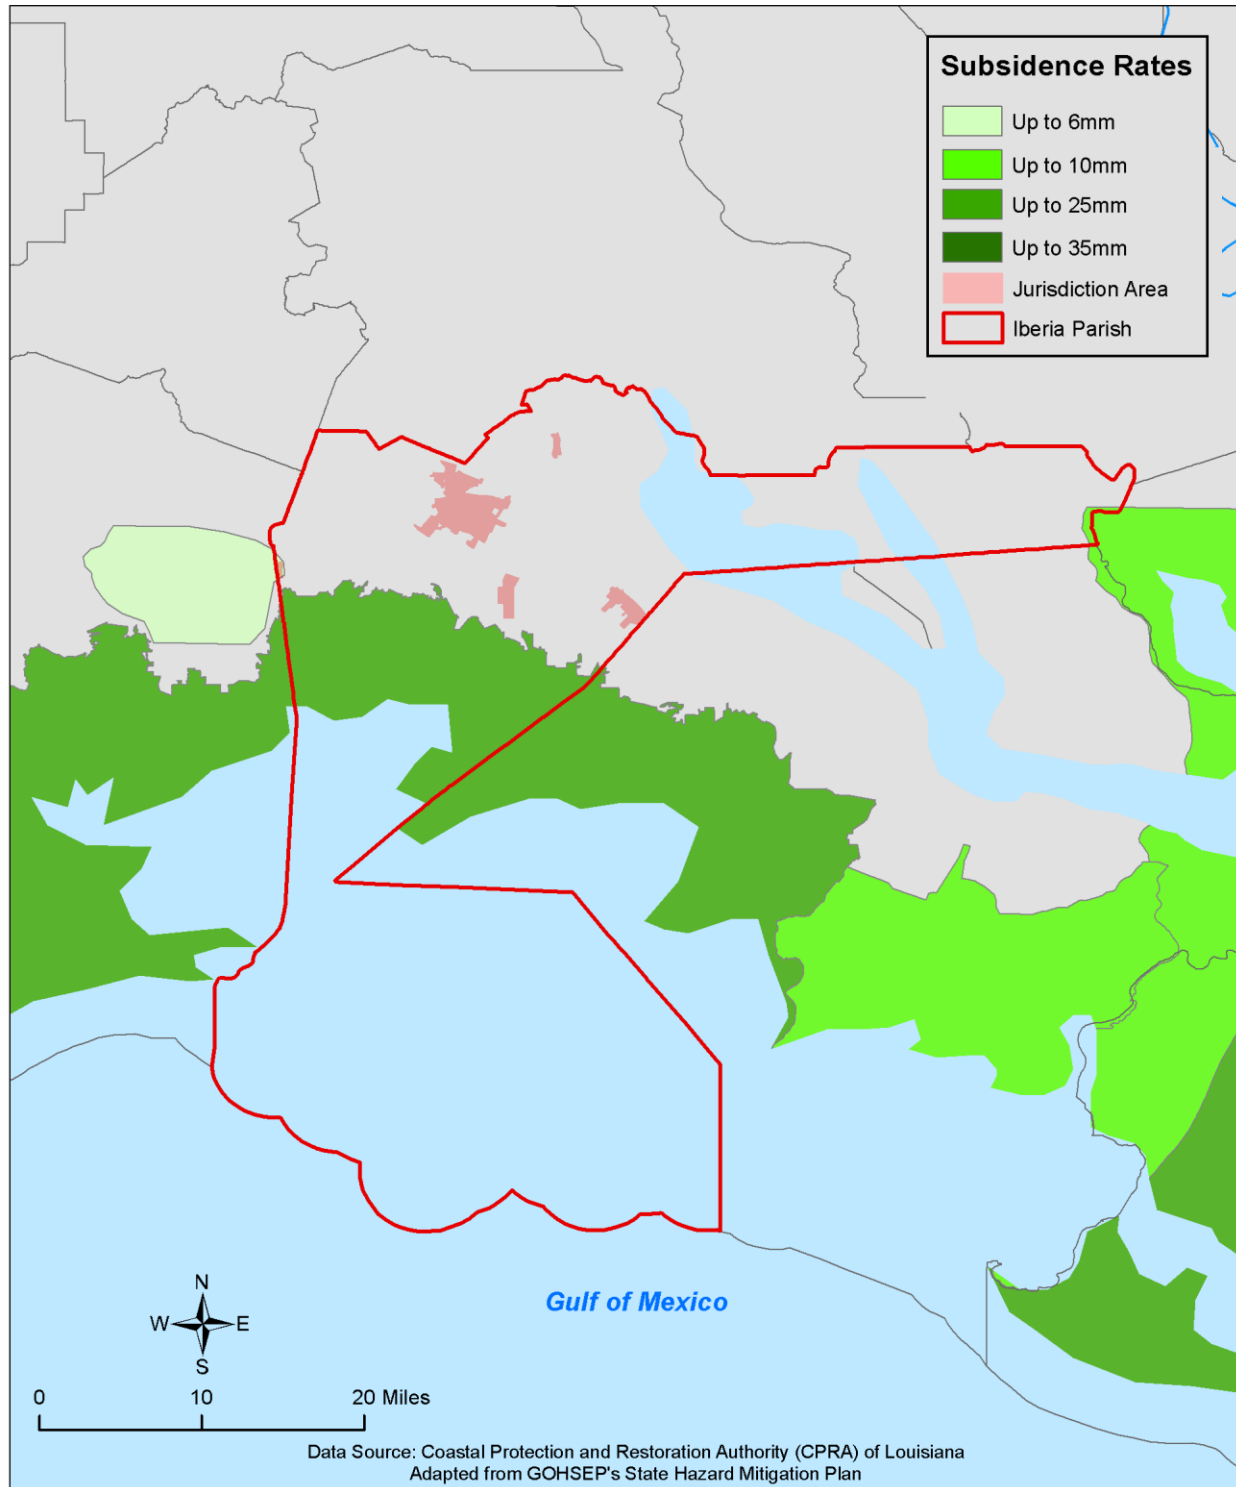 Subsidence Rates
Up to 6mm
Up to 10mm
Up to 25mm
Up to 35mm
Jurisdiction Area
Iberia Parish
Gulf of Mexico
N
W E
S
0 10 20 Miles
Data Source: Coastal Protection and Restoration Authority (CPRA) of Louisiana
Adapted from GOHSEP's State Hazard Mitigation Plan